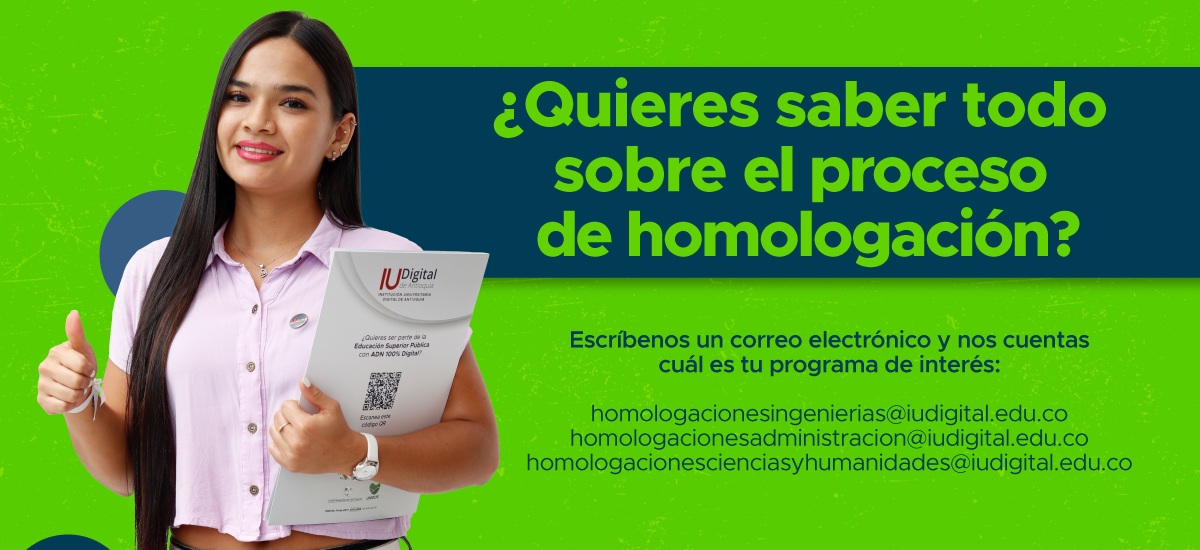 ¿Quieres saber todo
sobre el proceso
de homologación?
Escríbenos un correo electrónico y nos cuentas
cuál es tu programa de interés:
homologacionesingenierias@iudigital.edu.co
homologacionesadministracion@iudigital.edu.co
homologacionescienciasyhumanidades@iudigital.edu.co
IU Digital
de Antioquia
INSTITUCIÓN UNIVERSITARIA
DIGITAL DE ANTIOQUIA
¿Quieres ser parte de la
Educación Superior Pública
con ADN 100% Digital?
Escanea este
código QR